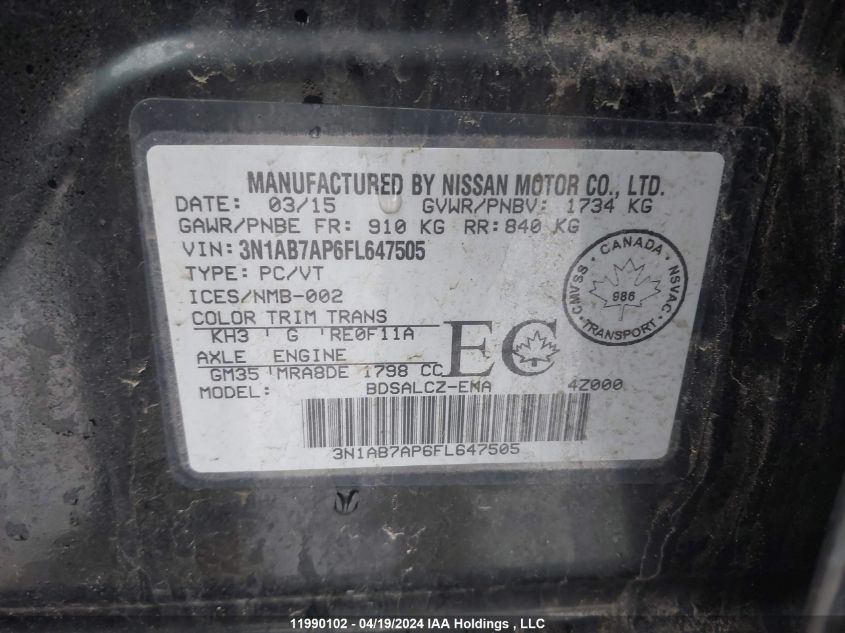 MANUFACTURED BY NISSAN MOTOR CO., LTD.
DATE: 03/15 GVWR/PNBV: 1734 KG
GAWR/PNBE FR: 910 KG RR: 840 KG
VIN: 3N1AB7AP6FL647505
TYPE: PC/VT
ICES/NMB-002
COLOR TRIM TRANS
KH3 ' G 'RE0F11A
AXLE ENGINE
GM35 'MRA8DE 1798 CC
MODEL: BDSALCZ-EMA 4Z000
EC
CANADA
CMVSS NSVAC
986
TRANSPORT
3N1AB7AP6FL647505
11990102 - 04/19/2024 IAA Holdings , LLC